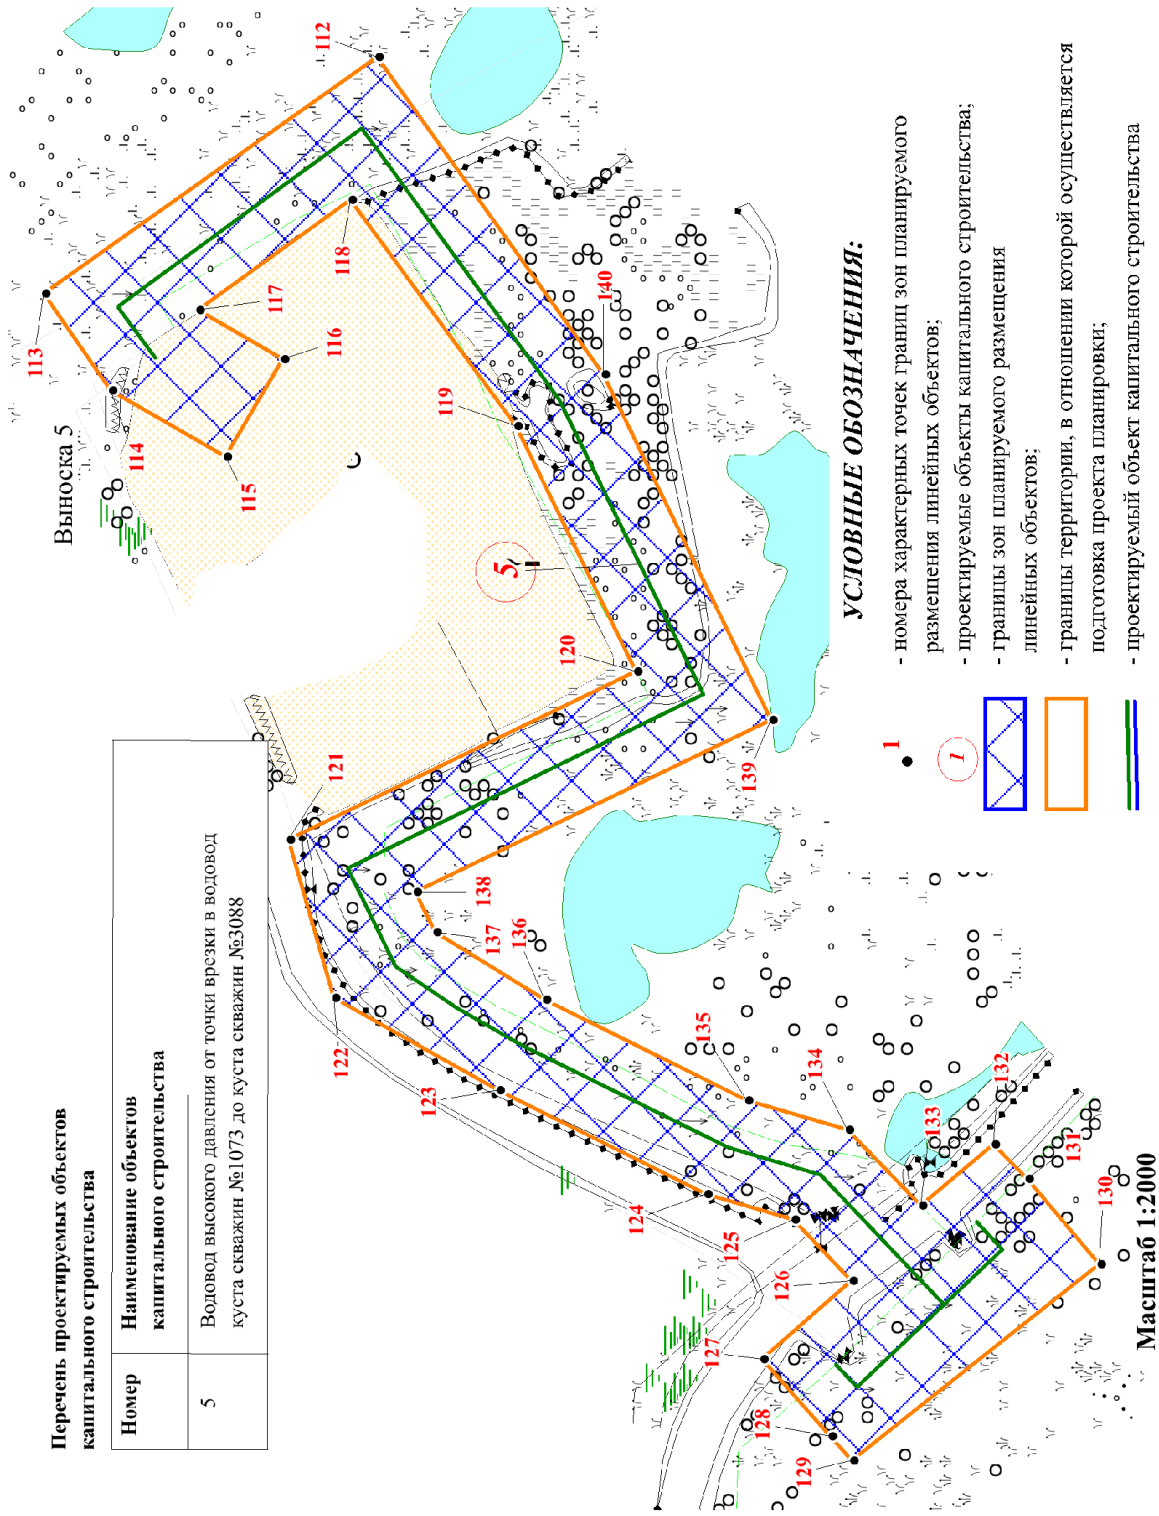 Перечень проектируемых объектов
капитального строительства
Номер
Наименование объектов
капитального строительства
5
Водовод высокого давления от точки врезки в водовод
куста скважин №1073 до куста скважин №3088
Выноска 5
112
113
114
115
116
117
118
119
120
121
122
123
124
125
126
127
128
129
130
131
132
133
134
135
136
137
138
139
140
5
УСЛОВНЫЕ ОБОЗНАЧЕНИЯ:
1
- номера характерных точек границ зон планируемого
размещения линейных объектов;
1
- проектируемые объекты капитального строительства;
- границы зон планируемого размещения
линейных объектов;
- границы территории, в отношении которой осуществляется
подготовка проекта планировки;
- проектируемый объект капитального строительства
Масштаб 1:2000